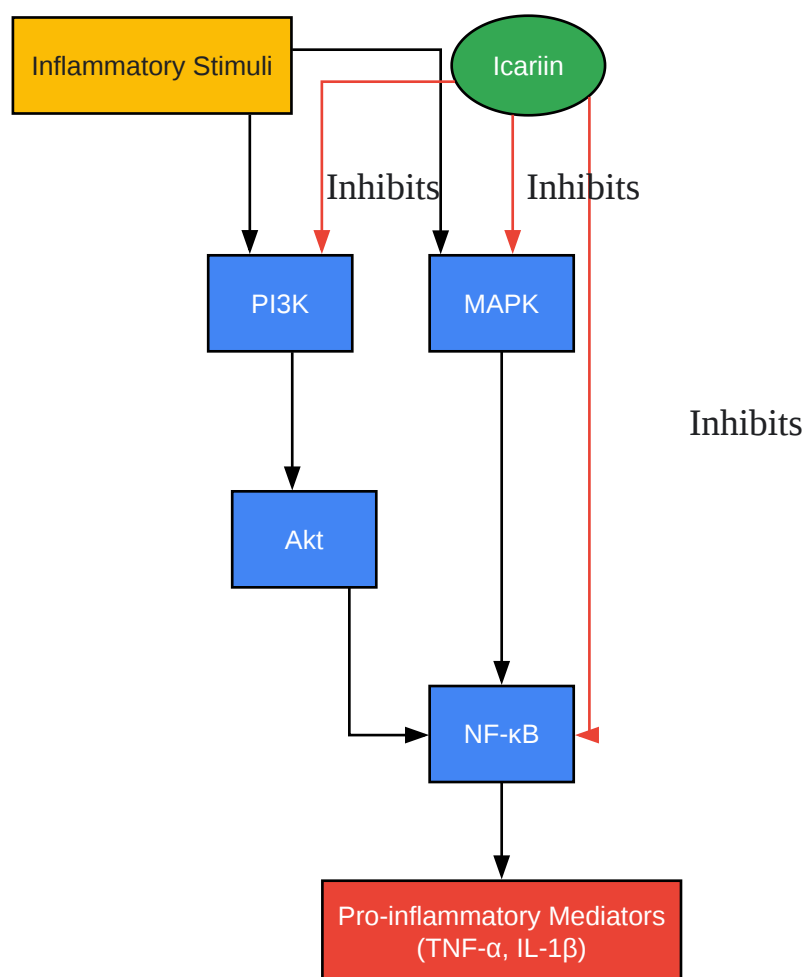 Inflammatory Stimuli
Icariin
Inhibits
Inhibits
PI3K
MAPK
Inhibits
Akt
NF-κB
Pro-inflammatory Mediators
(TNF-α, IL-1β)